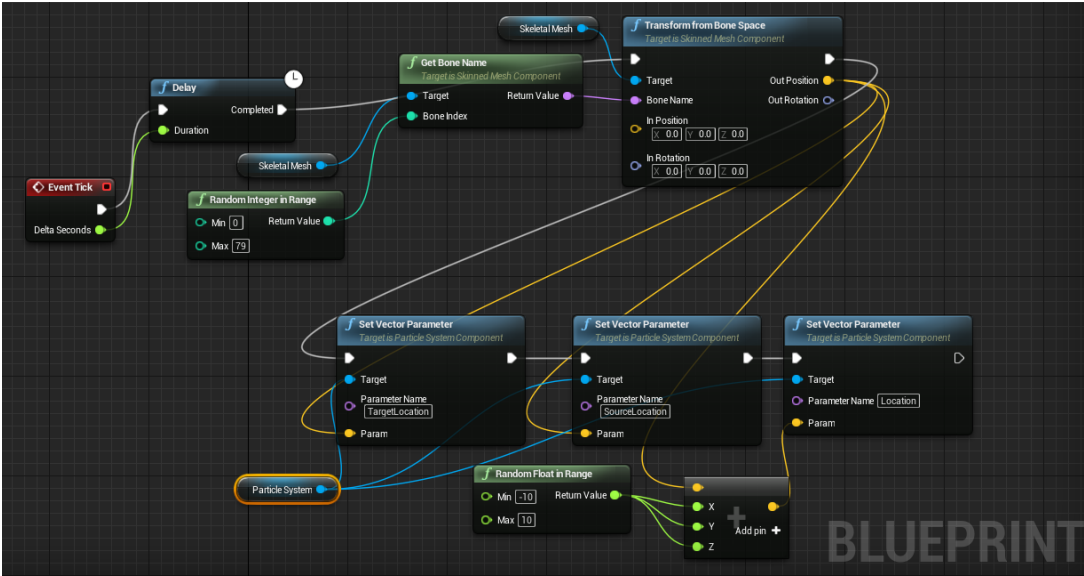 Skeletal Mesh
Transform from Bone Space
Target is Skinned Mesh Component
Target
Out Position
Bone Name
Out Rotation
In Position
X 0.0 Y 0.0 Z 0.0
In Rotation
X 0.0 Y 0.0 Z 0.0
Get Bone Name
Target is Skinned Mesh Component
Target
Return Value
Bone Index
Delay
Completed
Duration
Skeletal Mesh
Event Tick
Delta Seconds
Random Integer in Range
Min 0
Return Value
Max 79
Set Vector Parameter
Target is Particle System Component
Target
Parameter Name
TargetLocation
Param
Set Vector Parameter
Target is Particle System Component
Target
Parameter Name
SourceLocation
Param
Set Vector Parameter
Target is Particle System Component
Target
Parameter Name Location
Param
Particle System
Random Float in Range
Min -10
Return Value
Max 10
X
Y
Add pin +
Z
BLUEPRINT